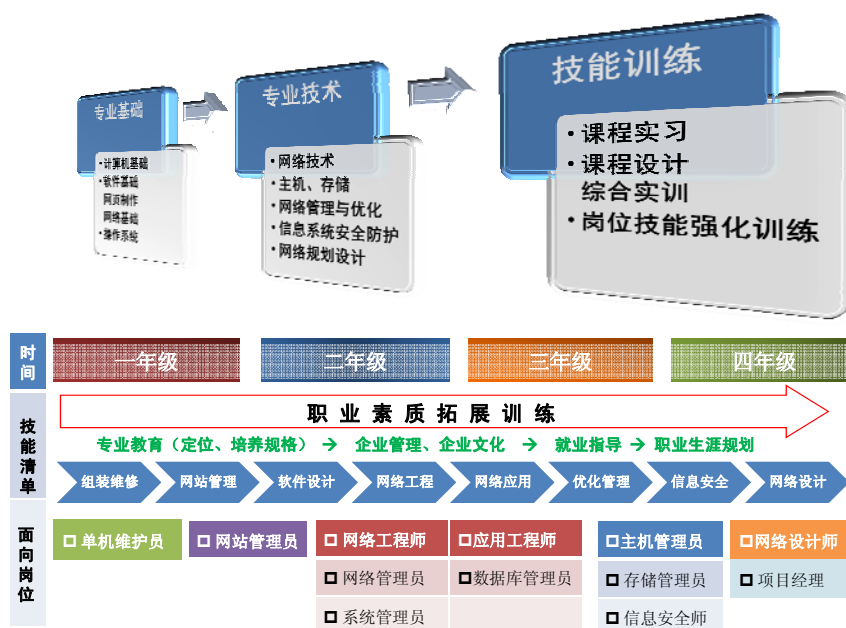 专业基础
·计算机基础
·软件基础
网页制作
网络基础
·操作系统
专业技术
·网络技术
·主机、存储
·网络管理与优化
·信息系统安全防护
·网络规划设计
技能训练
·课程实习
·课程设计
综合实训
·岗位技能强化训练
时间 一年级 二年级 三年级 四年级
技能清单
职业素质拓展训练
专业教育（定位、培养规格）→ 企业管理、企业文化 → 就业指导 → 职业生涯规划
组装维修 网站管理 软件设计 网络工程 网络应用 优化管理 信息安全 网络设计
面向岗位
单机维护员 网站管理员 网络工程师 应用工程师 主机管理员 网络设计师
网络管理员 数据库管理员 存储管理员 项目经理
系统管理员 信息安全师